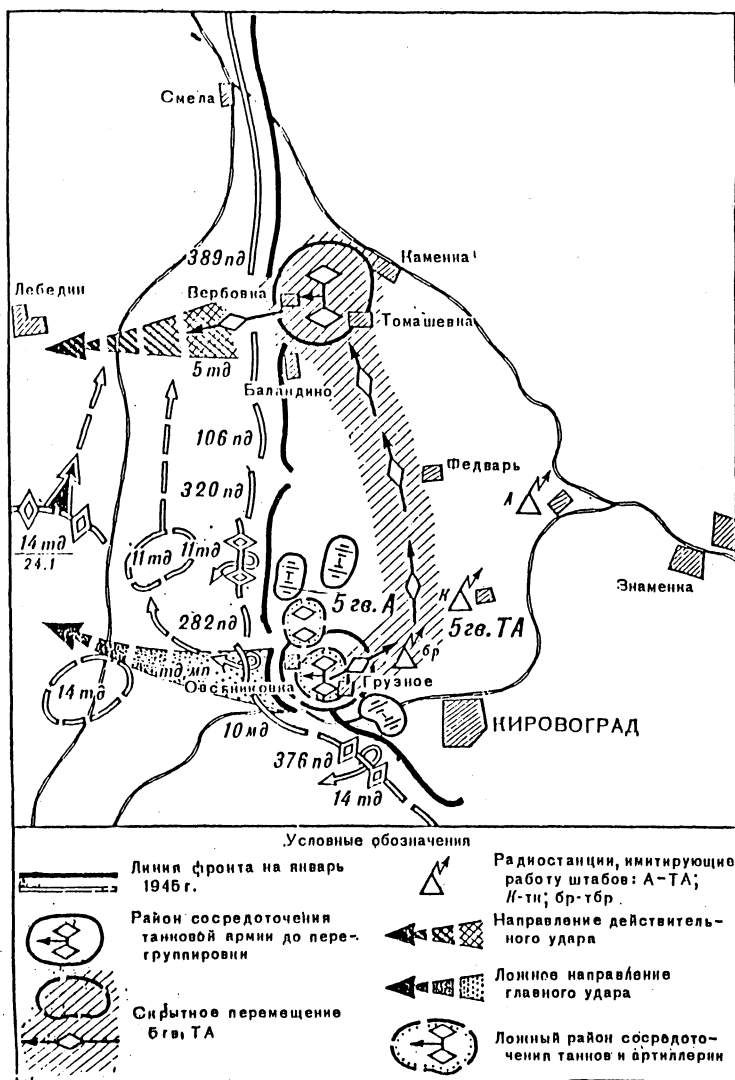 Смела
389 пд
Каменка
Лебедин
Вербовка
Томашевка
5 тд
Баландино
106 пд
Федварь
320 пд
А
14 тд
24.1
11 тд
11 тд
Знаменка
5 гв. А
К
282 пд
5 гв. ТА
бр
тд, мп
Овсяниковка
Грузное
14 тд
10 мд
КИРОВОГРАД
376 пд
14 тд
Условные обозначения
Линия фронта на январь
1945 г.
Район сосредоточения
танковой армии до пере-
группировки
Скрытное перемещение
5 гв, ТА
Радиостанции, имитирующие
работу штабов: А-ТА;
К-тк; бр-тбр
Направление действитель-
ного удара
Ложное направление
главного удара
Ложный район сосредото-
чения танков и артиллерии